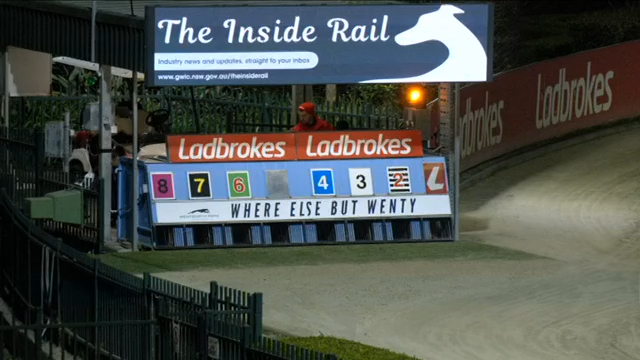 The Inside Rail
Industry news and updates, straight to your inbox
www.gwic.nsw.gov.au/theinsiderail
Ladbrokes Ladbrokes
8 7 6 4 3 2 L
WHERE ELSE BUT WENTY
Ladbrokes